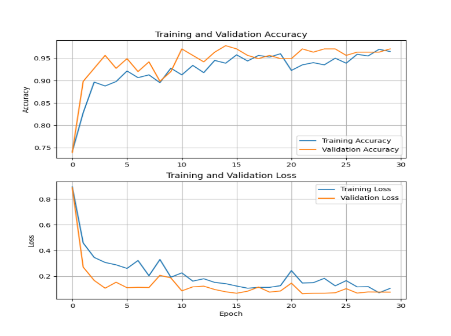 Training and Validation Accuracy
Accuracy
0.95
0.90
0.85
0.80
0.75
Training Accuracy
Validation Accuracy
0 5 10 15 20 25 30
Training and Validation Loss
Loss
0.8
0.6
0.4
0.2
Training Loss
Validation Loss
0 5 10 15 20 25 30
Epoch